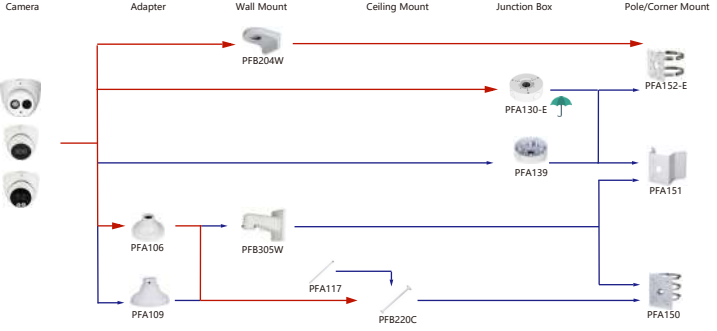 Camera Adapter Wall Mount Ceiling Mount Junction Box Pole/Corner Mount
PFB204W
PFA152-E
PFA130-E
PFA139
PFA151
PFA106
PFB305W
PFA117
PFA109
PFB220C
PFA150